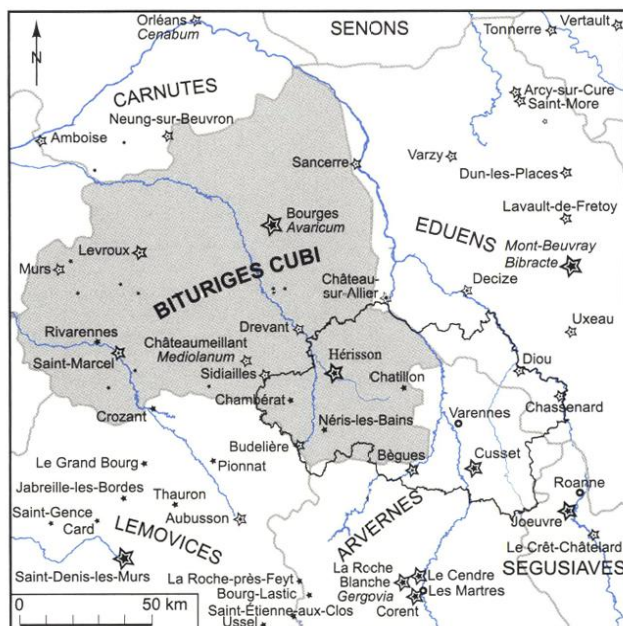 Orléans
Cenabum
SENONS
Tonnerre
Vertault
N
CARNUTES
Arcy-sur-Cure
Saint-More
Neung-sur-Beuvron
Amboise
Sancerre
Varzy
Dun-les-Places
Bourges
Avaricum
Lavault-de-Fretoy
EDUENS
Levroux
Murs
BITURIGES CUBI
Mont-Beuvray
Bibracte
Château-
sur-Allier
Decize
Rivarennes
Châteaumeillant
Mediolanum
Drevant
Uxeau
Saint-Marcel
Sidiailles
Hérisson
Diou
Chatillon
Chambérat
Chassenard
Crozant
Néris-les-Bains
Varennes
Budelière
Le Grand Bourg
Pionnat
Bègues
Cusset
Jabreille-les-Bordes
Thauron
Roanne
Saint-Gence
Card
Aubusson
LEMOVICES
ARVERNES
Joeuvre
Le Crêt-Châtelard
Saint-Denis-les-Murs
La Roche-près-Feyt
La Roche
Blanche
Gergovia
Le Cendre
SEGUSIAVES
Bourg-Lastic
Les Martres
Saint-Étienne-aux-Clos
Corent
Ussel
0
50 km